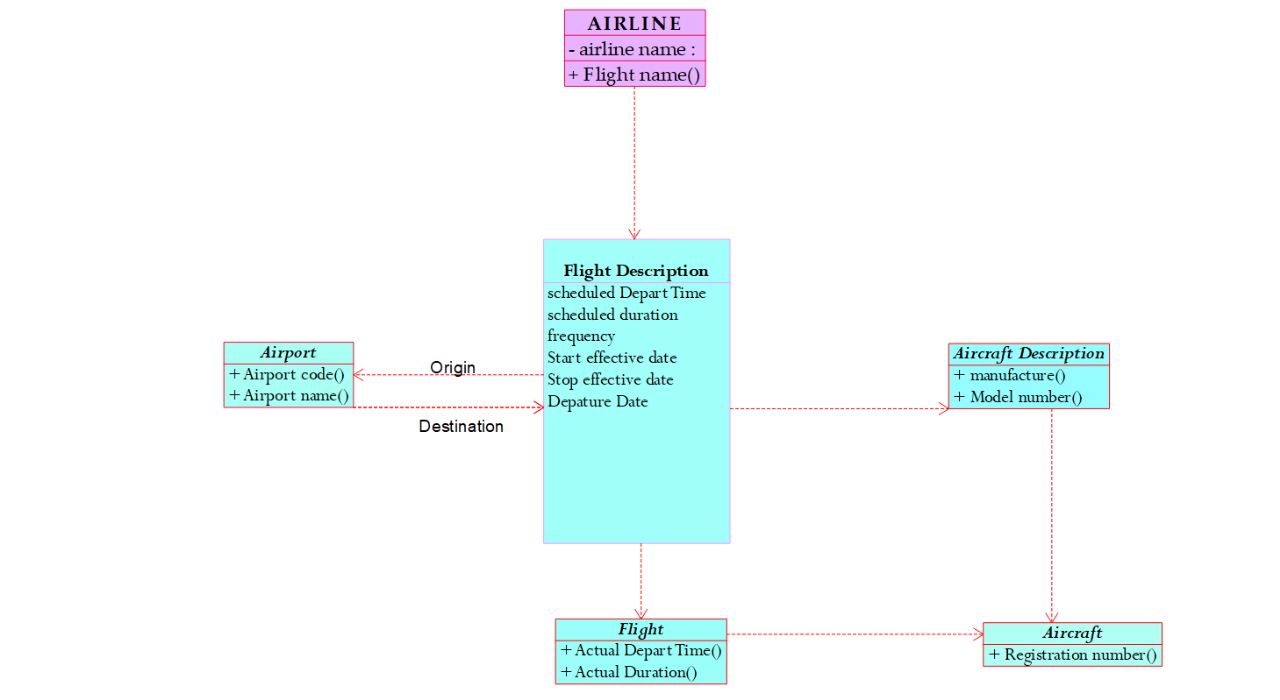 AIRLINE
- airline name :
+ Flight name()
Flight Description
scheduled Depart Time
scheduled duration
frequency
Start effective date
Stop effective date
Depature Date
Airport
+ Airport code()
+ Airport name()
Origin
Destination
Aircraft Description
+ manufacture()
+ Model number()
Flight
+ Actual Depart Time()
+ Actual Duration()
Aircraft
+ Registration number()